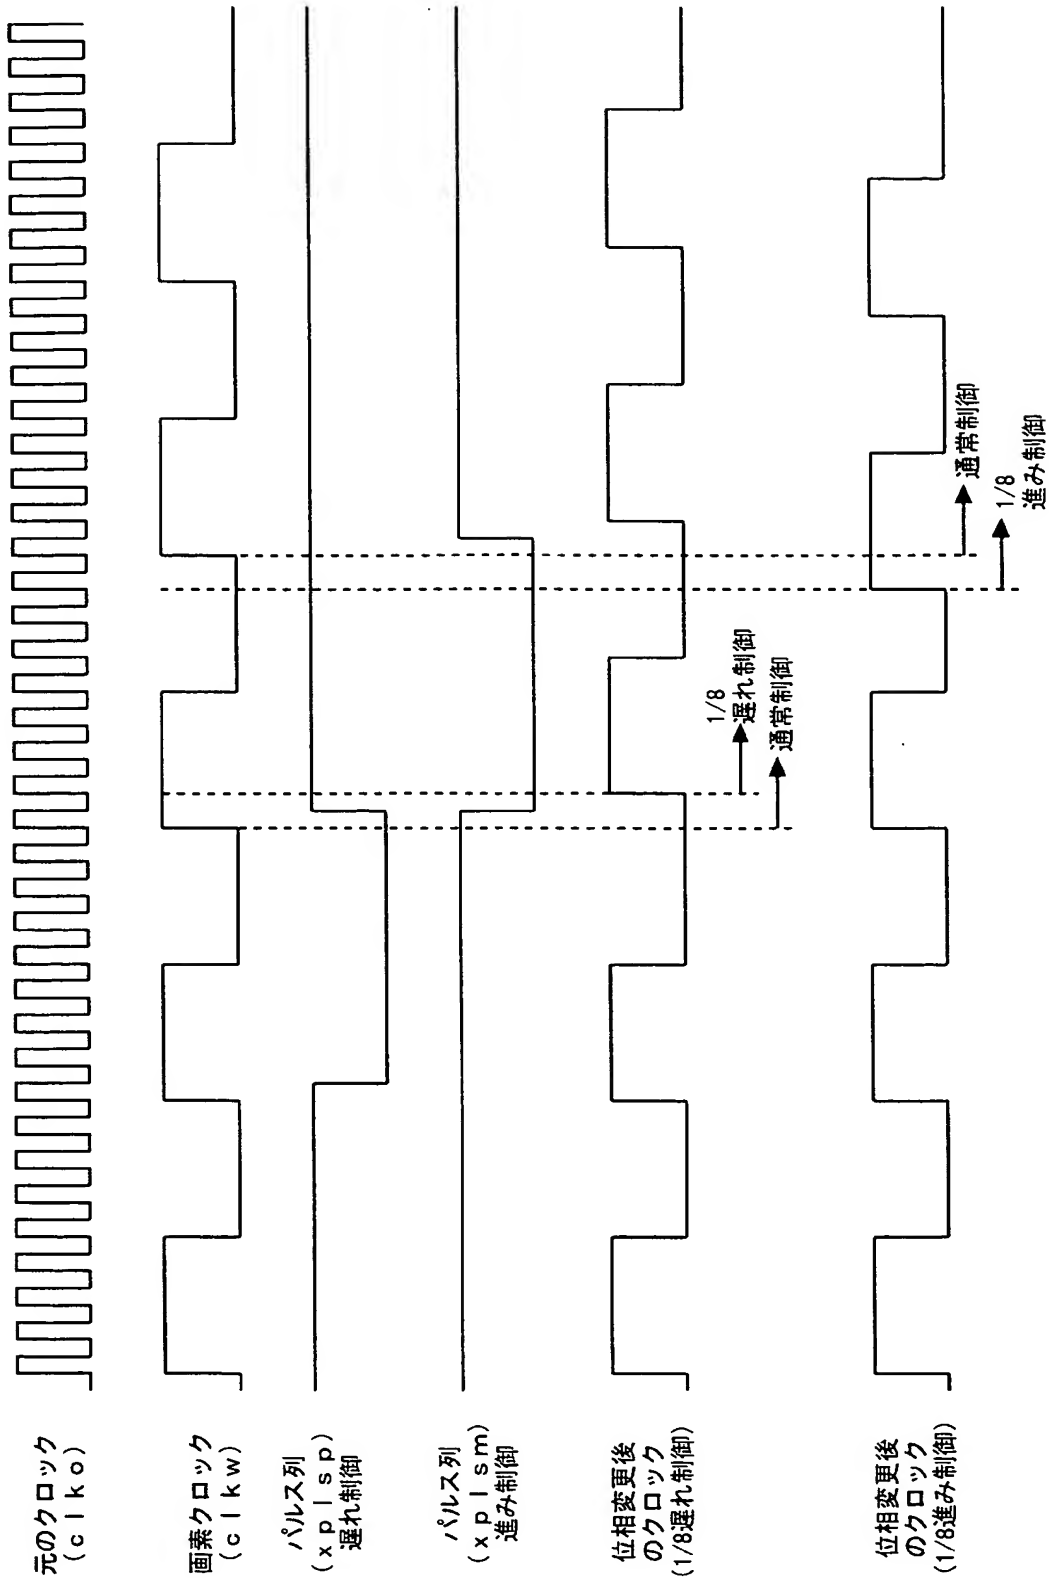 元のクロック
(ｃｌｋｏ)
画素クロック
(ｃｌｋｗ)
パルス列
(ｘｐｌｓｐ)
遅れ制御
パルス列
(ｘｐｌｓｍ)
進み制御
位相変更後
のクロック
(1/8遅れ制御)
位相変更後
のクロック
(1/8進み制御)
1/8
遅れ制御
通常制御
通常制御
1/8
進み制御